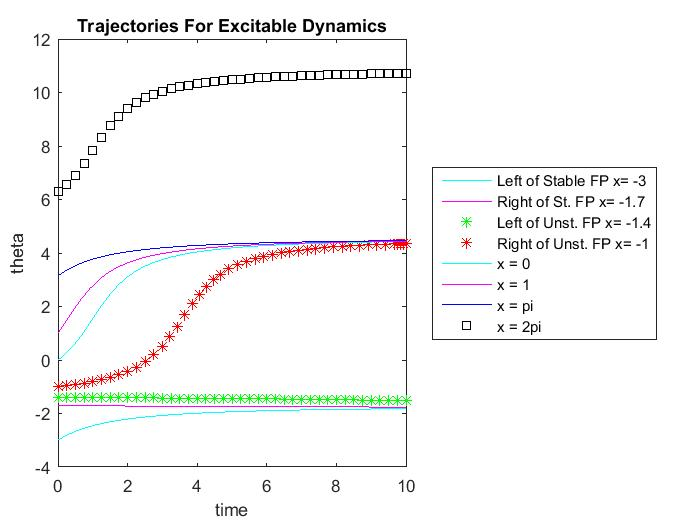 Trajectories For Excitable Dynamics
12
10
8
6
4
2
0
-2
-4
theta
0
2
4
6
8
10
time
Left of Stable FP x= -3
Right of St. FP x= -1.7
Left of Unst. FP x= -1.4
Right of Unst. FP x= -1
x = 0
x = 1
x = pi
x = 2pi